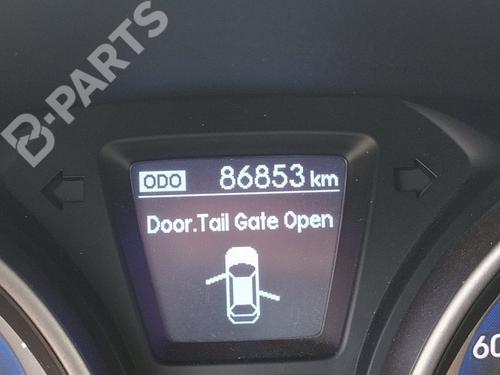 B-PARTS
ODO 86853 km
Door.Tail Gate Open
60